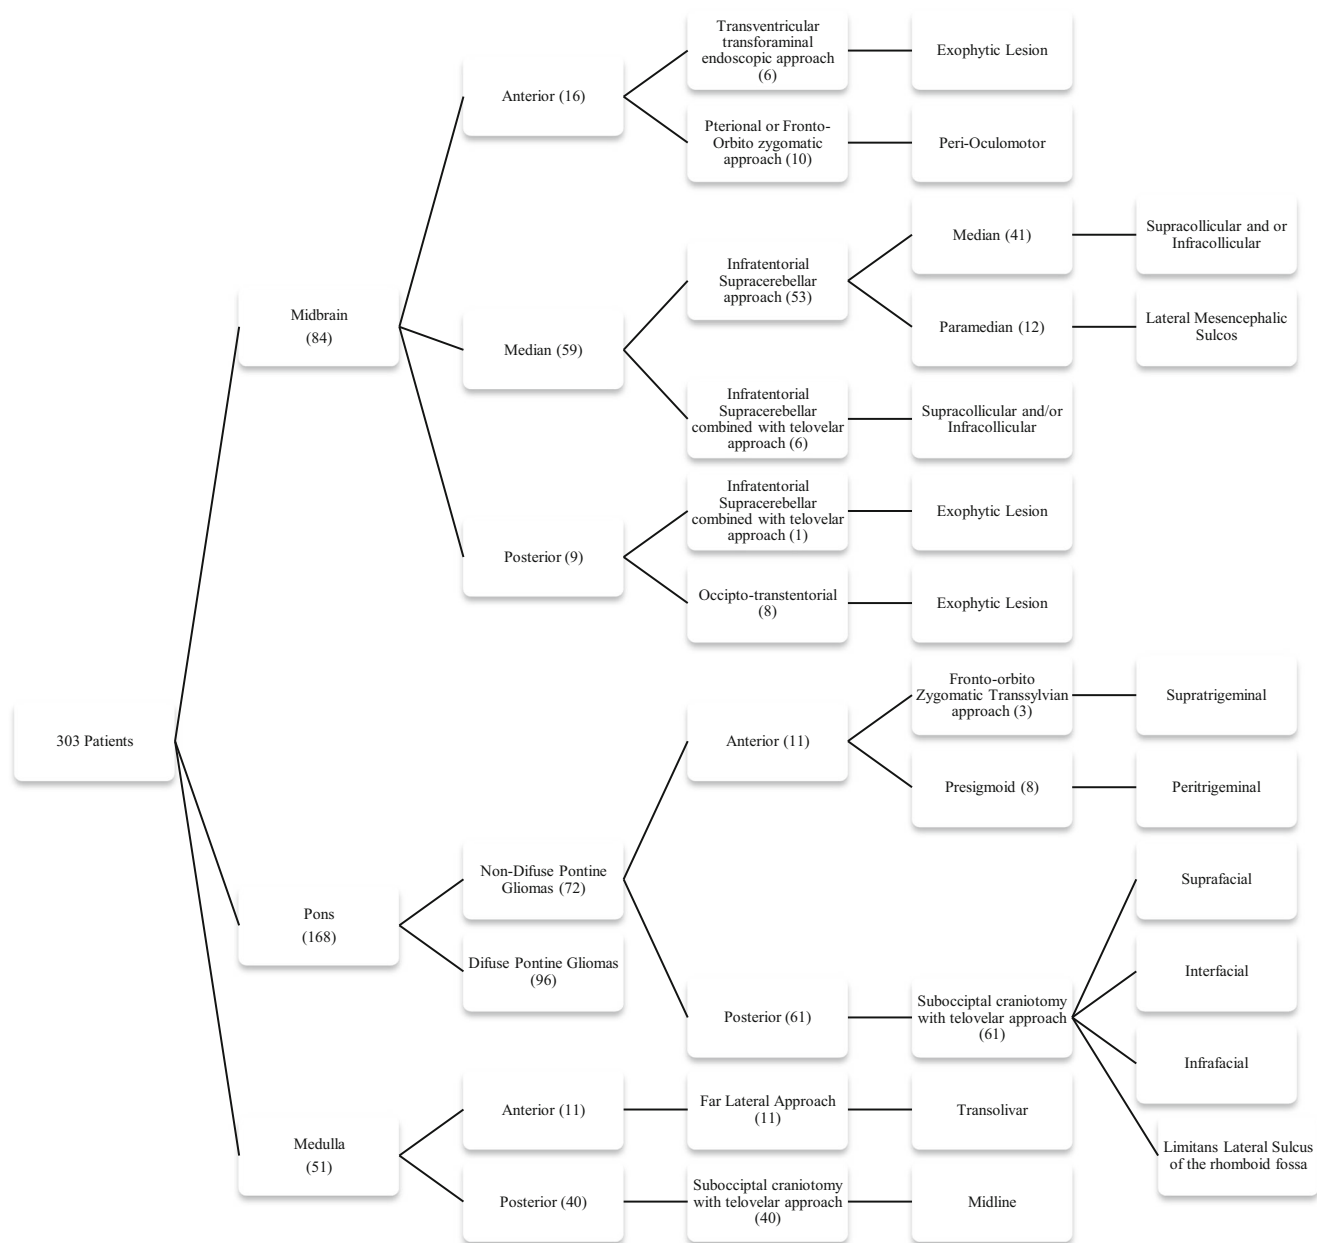 303 Patients
Midbrain
(84)
Anterior (16)
Transventricular
transforaminal
endoscopic approach
(6)
Exophytic Lesion
Pterional or Fronto-
Orbito zygomatic
approach (10)
Peri-Oculomotor
Median (59)
Infratentorial
Supracerebellar
approach (53)
Median (41)
Supracollicular and or
Infracollicular
Paramedian (12)
Lateral Mesencephalic
Sulcos
Infratentorial
Supracerebellar
combined with telovelar
approach (6)
Supracollicular and/or
Infracollicular
Posterior (9)
Infratentorial
Supracerebellar
combined with telovelar
approach (1)
Exophytic Lesion
Occipto-transtentorial
(8)
Exophytic Lesion
Pons
(168)
Non-Difuse Pontine
Gliomas (72)
Anterior (11)
Fronto-orbito
Zygomatic Transsylvian
approach (3)
Supratrigeminal
Presigmoid (8)
Peritrigeminal
Posterior (61)
Subocciptal craniotomy
with telovelar approach
(61)
Suprafacial
Interfacial
Infrafacial
Limitans Lateral Sulcus
of the rhomboid fossa
Difuse Pontine Gliomas
(96)
Medulla
(51)
Anterior (11)
Far Lateral Approach
(11)
Transolivar
Posterior (40)
Suboccipital craniotomy
with telovelar approach
(40)
Midline